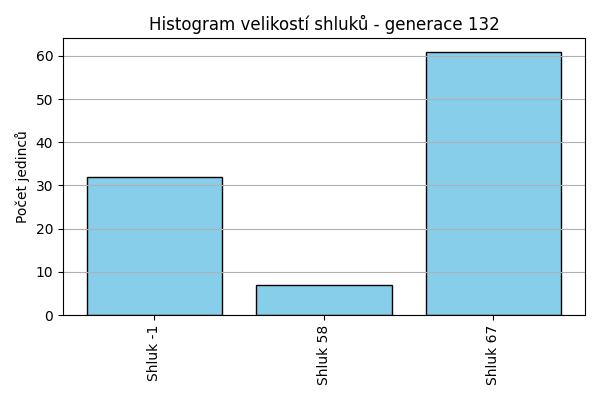 Histogram velikostí shluků - generace 132
Počet jedinců
60
50
40
30
20
10
0
Shluk -1
Shluk 58
Shluk 67